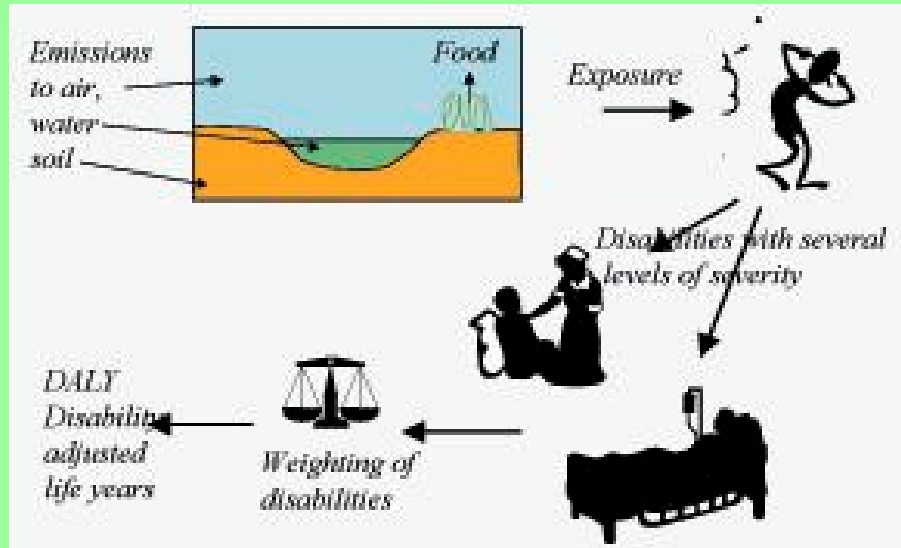 Emissions
to air,
water
soil
Food
Exposure
Disabilities with several
levels of severity
Weighting of
disabilities
DALY
Disability
adjusted
life years